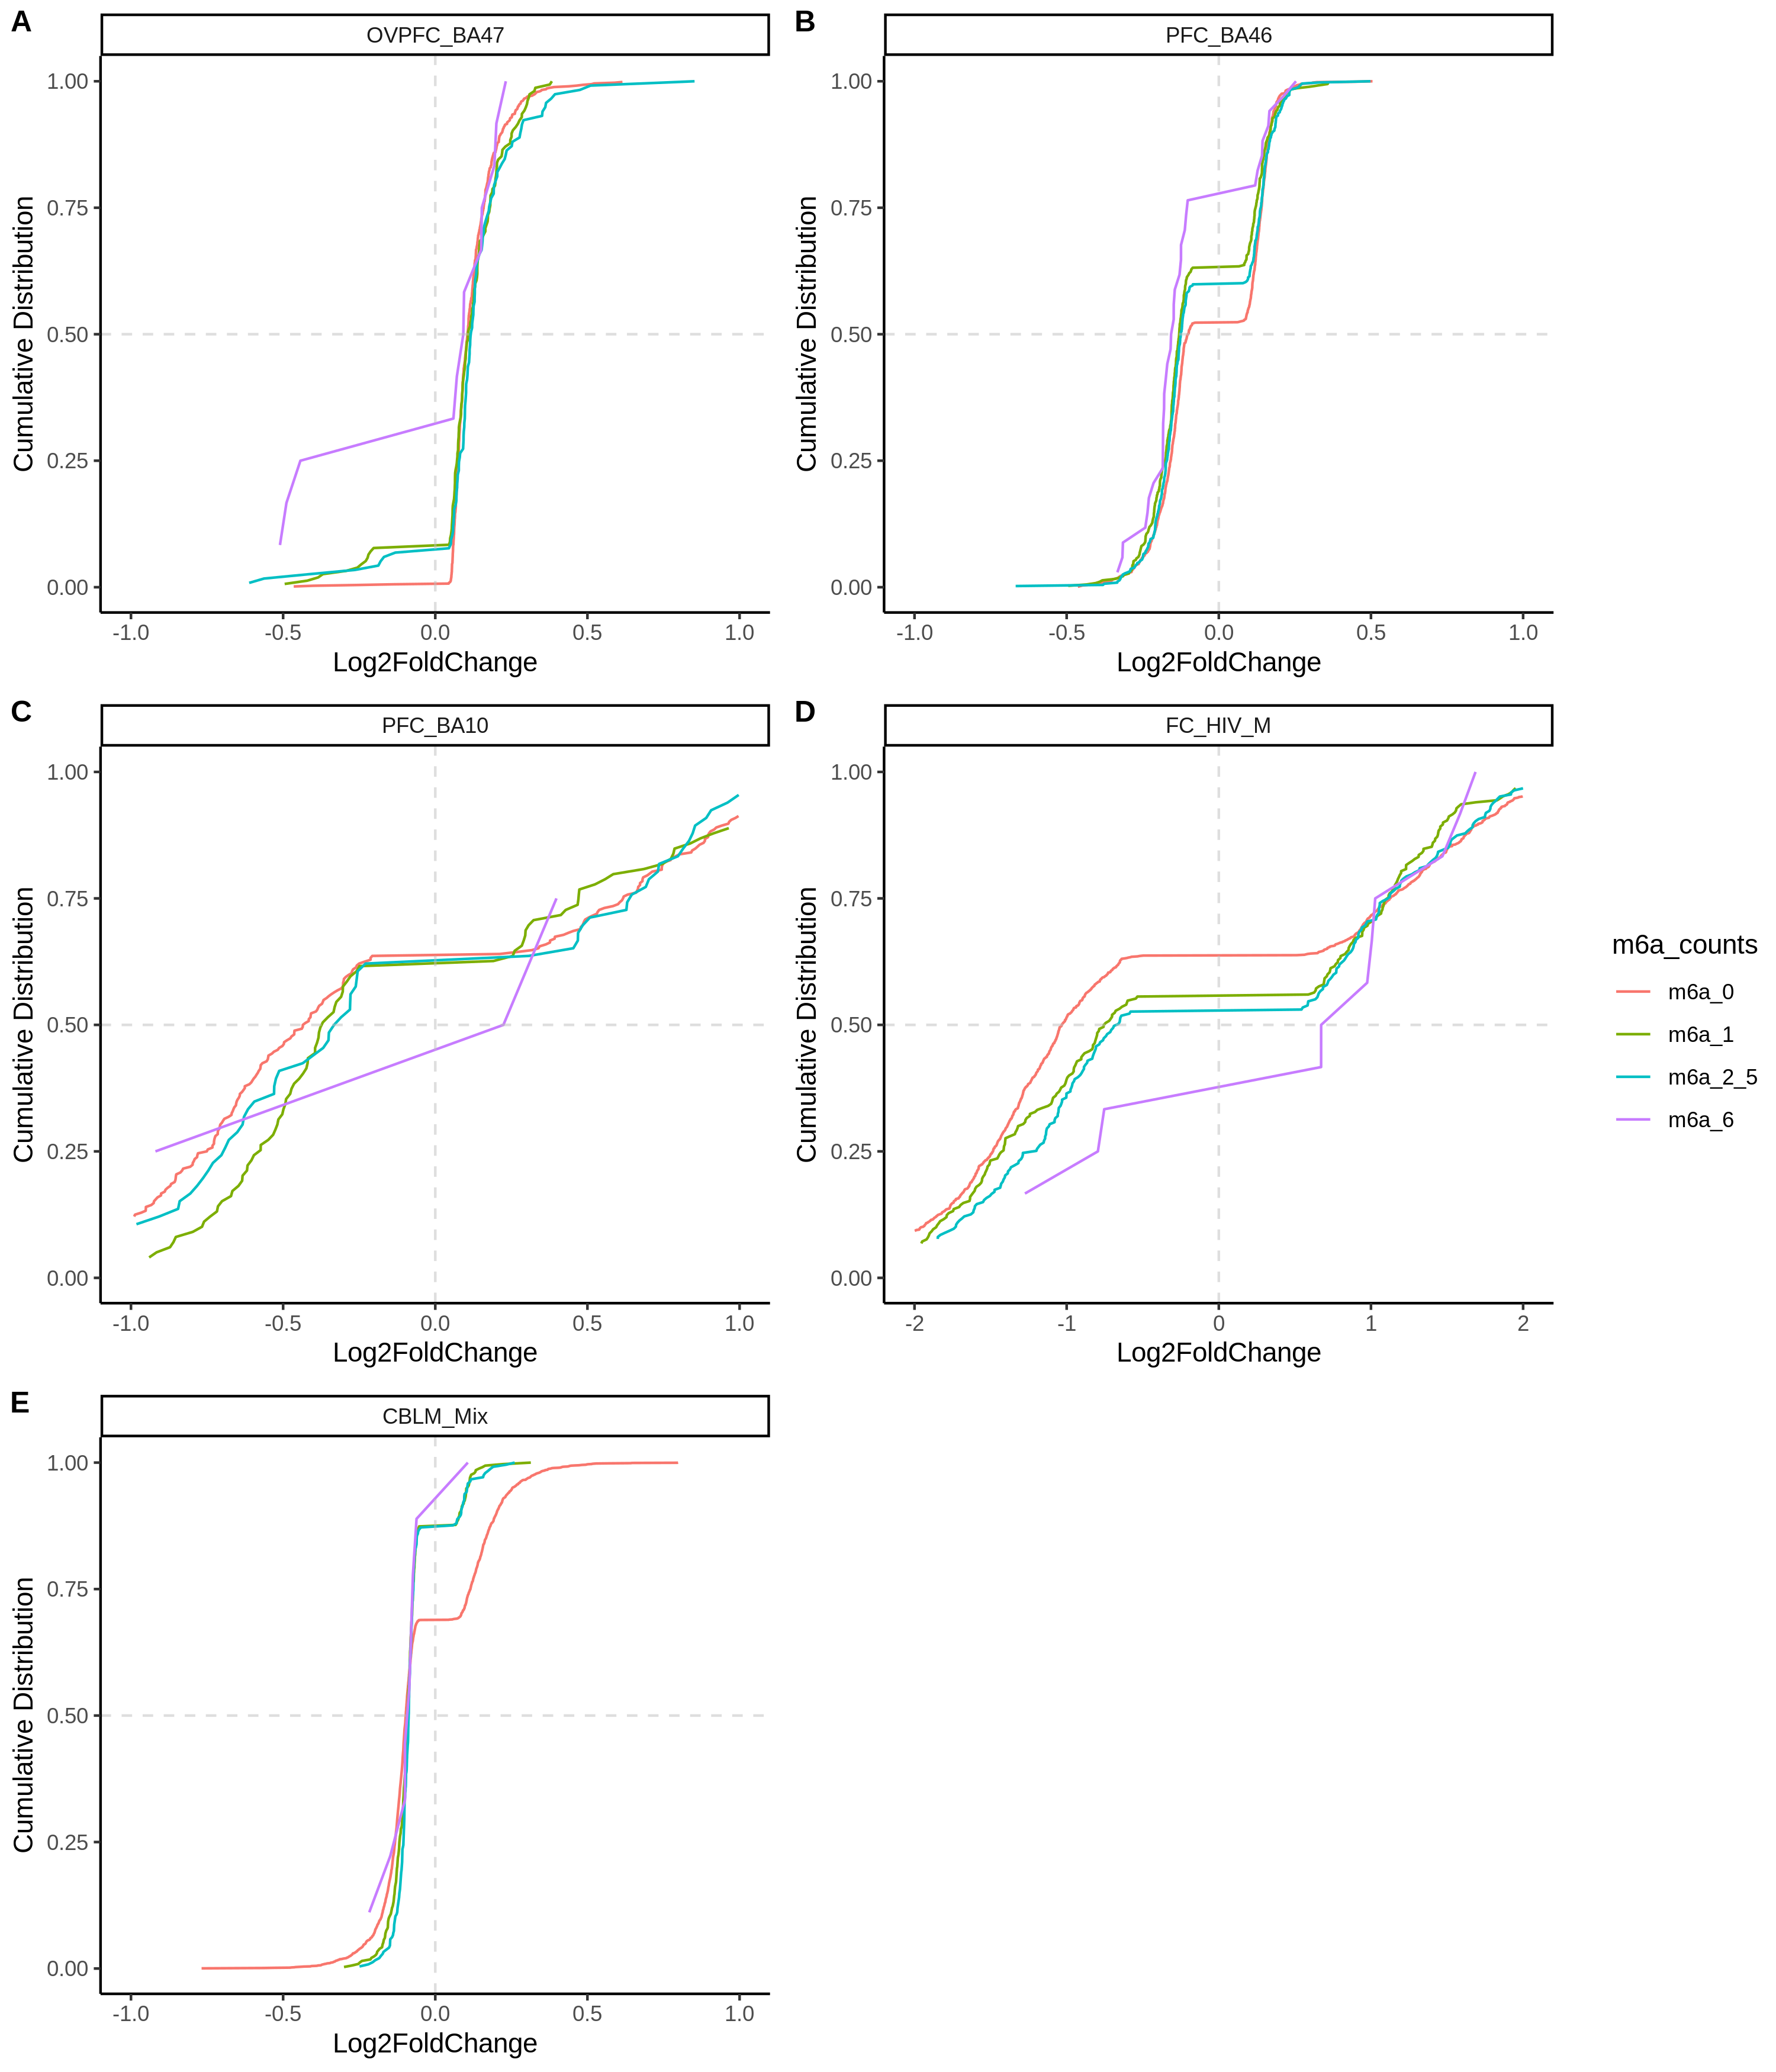 A
OVPFC_BA47
1.00
0.75
0.50
0.25
0.00
Cumulative Distribution
-1.0 -0.5 0.0 0.5 1.0
Log2FoldChange
B
PFC_BA46
1.00
0.75
0.50
0.25
0.00
Cumulative Distribution
-1.0 -0.5 0.0 0.5 1.0
Log2FoldChange
C
PFC_BA10
1.00
0.75
0.50
0.25
0.00
Cumulative Distribution
-1.0 -0.5 0.0 0.5 1.0
Log2FoldChange
D
FC_HIV_M
1.00
0.75
0.50
0.25
0.00
Cumulative Distribution
-2 -1 0 1 2
Log2FoldChange
m6a_counts
m6a_0
m6a_1
m6a_2_5
m6a_6
E
CBLM_Mix
1.00
0.75
0.50
0.25
0.00
Cumulative Distribution
-1.0 -0.5 0.0 0.5 1.0
Log2FoldChange